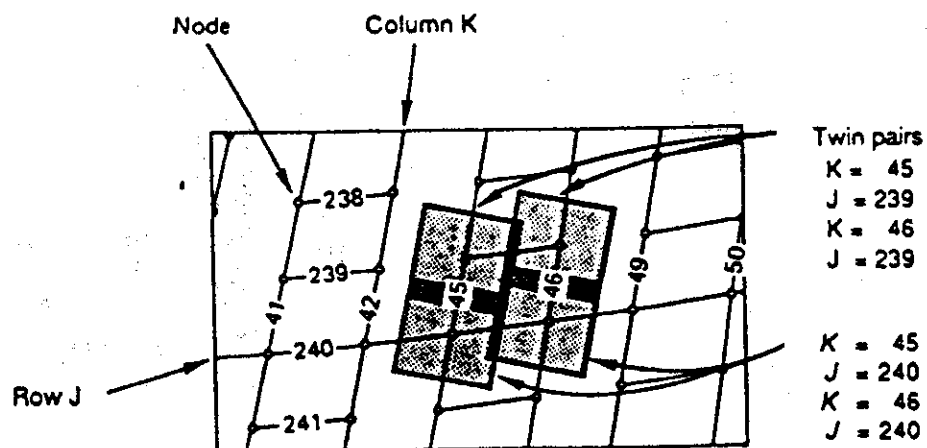 Node
Column K
Twin pairs
K = 45
J = 239
K = 46
J = 239
238
239
41
42
45
46
49
50
240
Row J
241
K = 45
J = 240
K = 46
J = 240